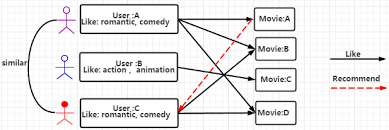 User :A
Like: romantic, comedy
Movie:A
similar
User :B
Like: action , animation
Movie:B
Like
Movie:C
Recommend
User :C
Like: romantic, comedy
Movie:D